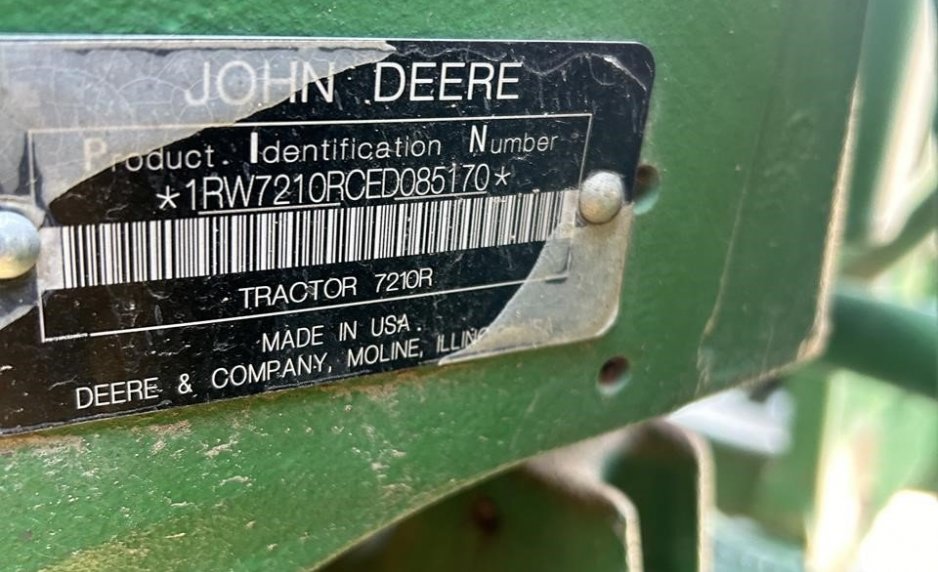 JOHN DEERE
Product Identification Number
*1RW7210RCED085170*
TRACTOR 7210R
MADE IN USA
DEERE & COMPANY, MOLINE,